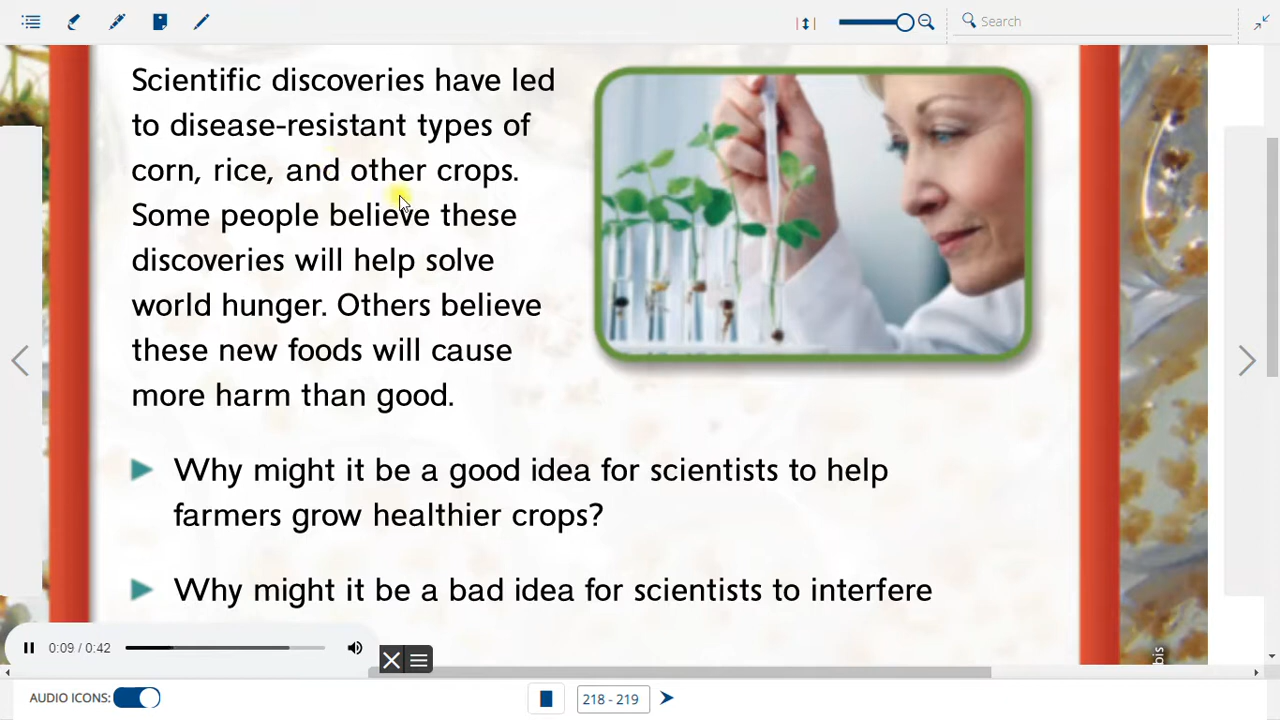 Search
Scientific discoveries have led
to disease-resistant types of
corn, rice, and other crops.
Some people believe these
discoveries will help solve
world hunger. Others believe
these new foods will cause
more harm than good.
Why might it be a good idea for scientists to help
farmers grow healthier crops?
Why might it be a bad idea for scientists to interfere
bis
0:09 / 0:42
AUDIO ICONS:
218 - 219